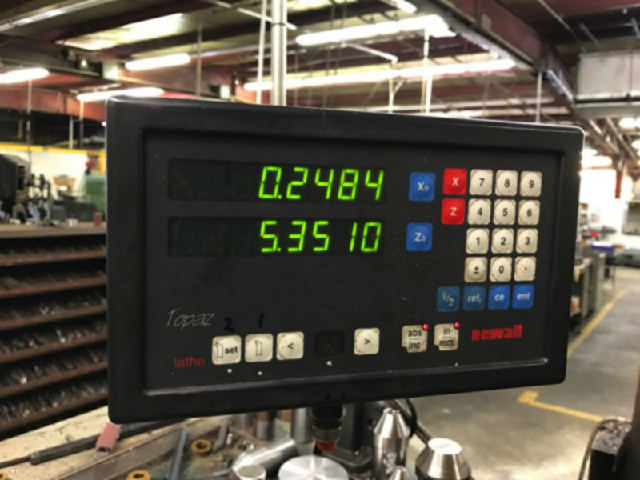 0.2484
X₀
X 7 8 9
Z 4 5 6
5.3510
Z₀
1 2 3
± 0 .
½ ref, ce ent
Topaz
2 1
lathe
set
< >
abs
inc
in
mm
newall